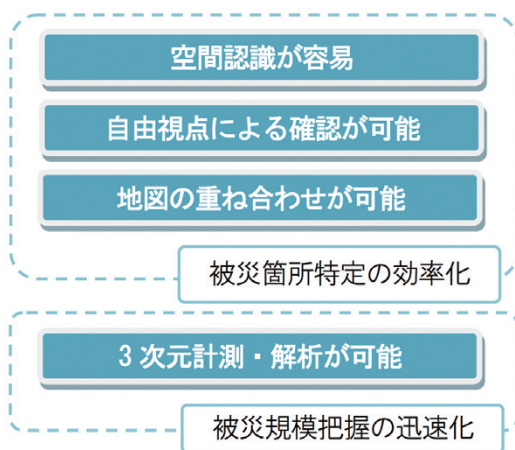 空間認識が容易
自由視点による確認が可能
地図の重ね合わせが可能
被災箇所特定の効率化
3次元計測・解析が可能
被災規模把握の迅速化